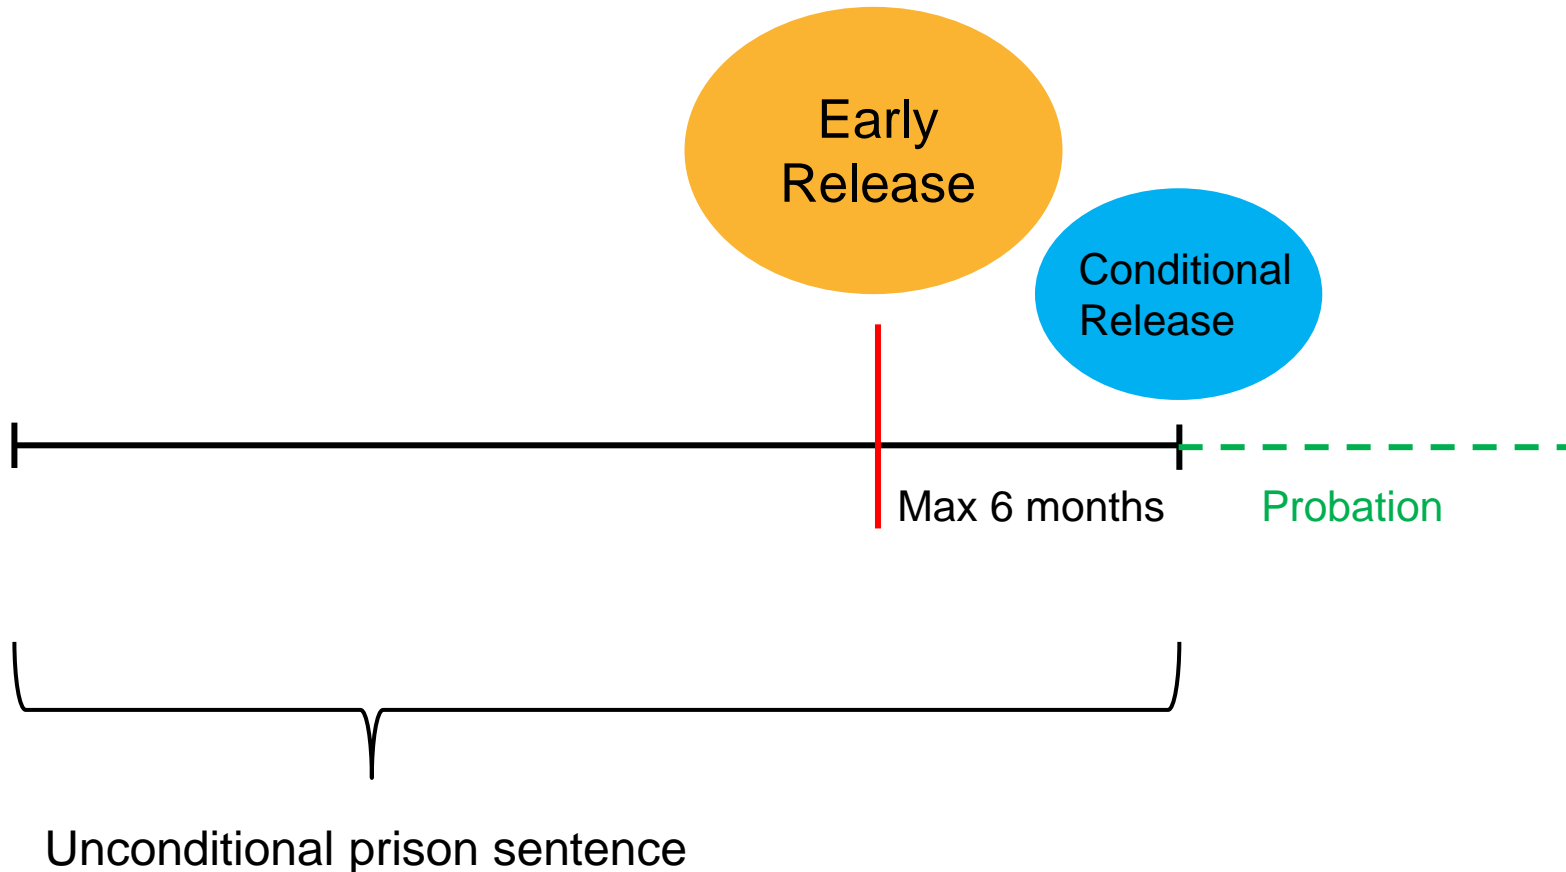 Early
Release
Conditional
Release
Max 6 months
Probation
Unconditional prison sentence